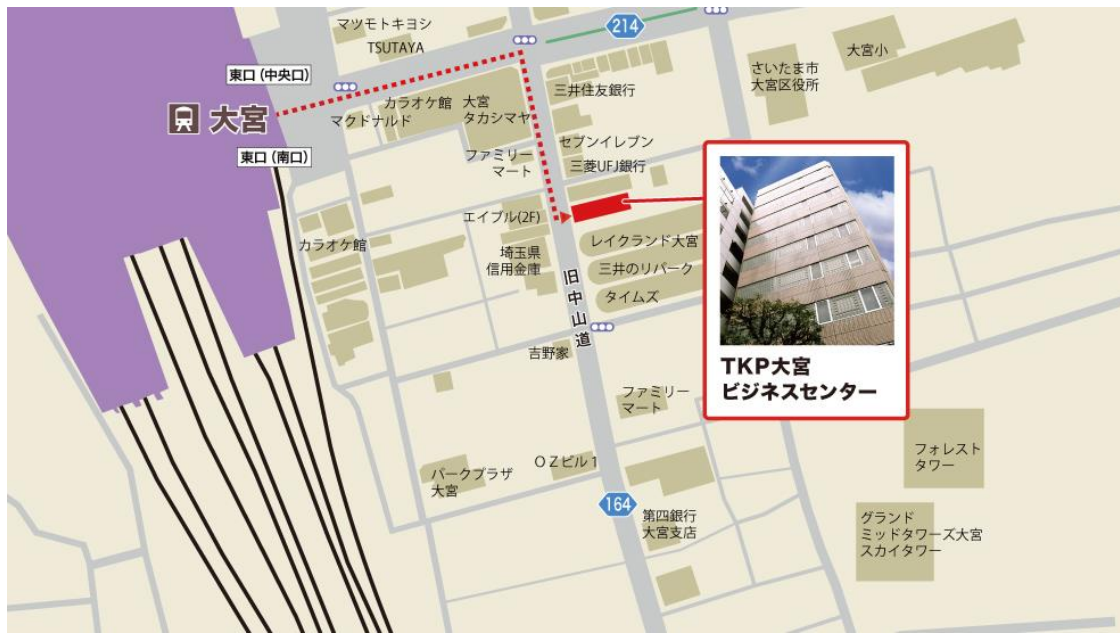 マツモトキヨシ
TSUTAYA
214
大宮小
さいたま市
大宮区役所
東口（中央口）
大宮
カラオケ館
マクドナルド
大宮
タカシマヤ
三井住友銀行
東口（南口）
ファミリー
マート
セブンイレブン
三菱UFJ銀行
エイブル(2F)
カラオケ館
埼玉県
信用金庫
レイクランド大宮
三井のリパーク
タイムズ
旧中山道
吉野家
TKP大宮
ビジネスセンター
ファミリー
マート
フォレスト
タワー
パークプラザ
大宮
ＯＺビル１
164
第四銀行
大宮支店
グランド
ミッドタワーズ大宮
スカイタワー